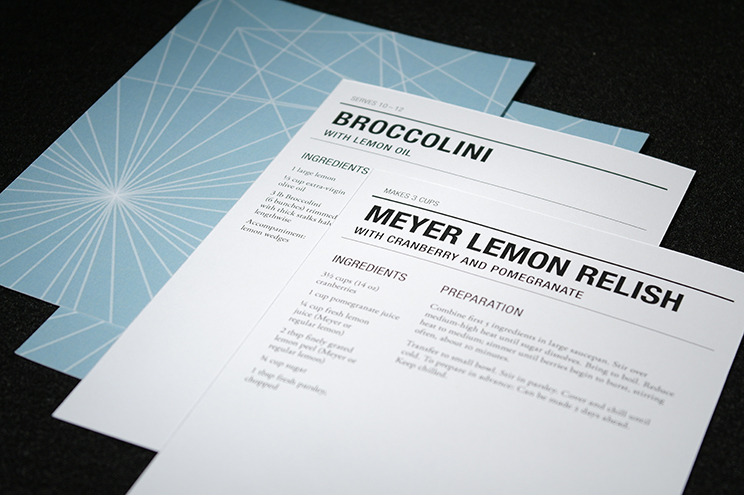 SERVES 10–12
BROCCOLINI
WITH LEMON OIL
INGREDIENTS
1 large lemon
⅓ cup extra-virgin
olive oil
3 lb Broccolini
(6 bunches) trimmed
with thick stalks halv
lengthwise
Accompaniment:
lemon wedges
MAKES 3 CUPS
MEYER LEMON RELISH
WITH CRANBERRY AND POMEGRANATE
INGREDIENTS
3½ cups (14 oz)
cranberries
1 cup pomegranate juice
¼ cup fresh lemon
juice (Meyer or
regular lemon)
2 tbsp finely grated
lemon peel (Meyer or
regular lemon)
¾ cup sugar
1 tbsp fresh parsley,
chopped
PREPARATION
Combine first 5 ingredients in large saucepan. Stir over
medium-high heat until sugar dissolves. Bring to boil. Reduce
heat to medium; simmer until berries begin to burst, stirring
often, about 10 minutes.
Transfer to small bowl. Stir in parsley. Cover and chill until
cold. To prepare in advance: Can be made 3 days ahead.
Keep chilled.